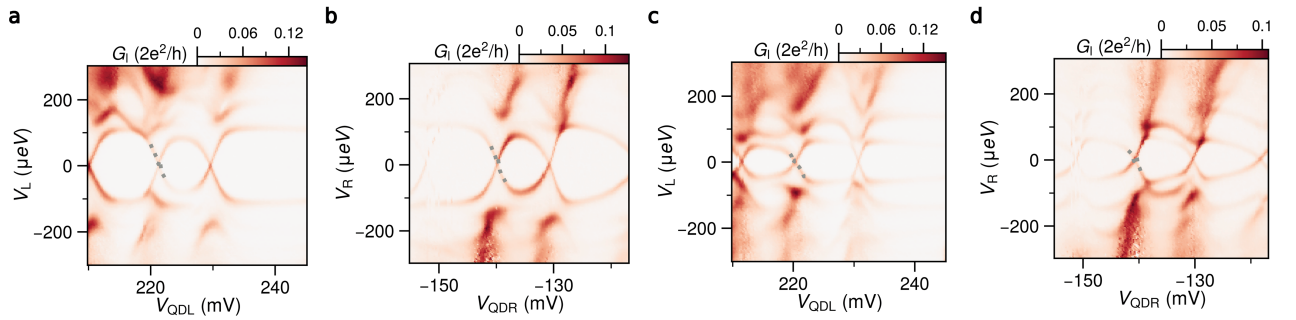 a
G_l (2e²/h)
0 0.06 0.12
V_L (μeV)
200
0
−200
220 240
V_QDL (mV)
b
G_l (2e²/h)
0 0.05 0.1
V_R (μeV)
200
0
−200
−150 −130
V_QDR (mV)
c
G_l (2e²/h)
0 0.06 0.12
V_L (μeV)
200
0
−200
220 240
V_QDL (mV)
d
G_l (2e²/h)
0 0.05 0.1
V_R (μeV)
200
0
−200
−150 −130
V_QDR (mV)